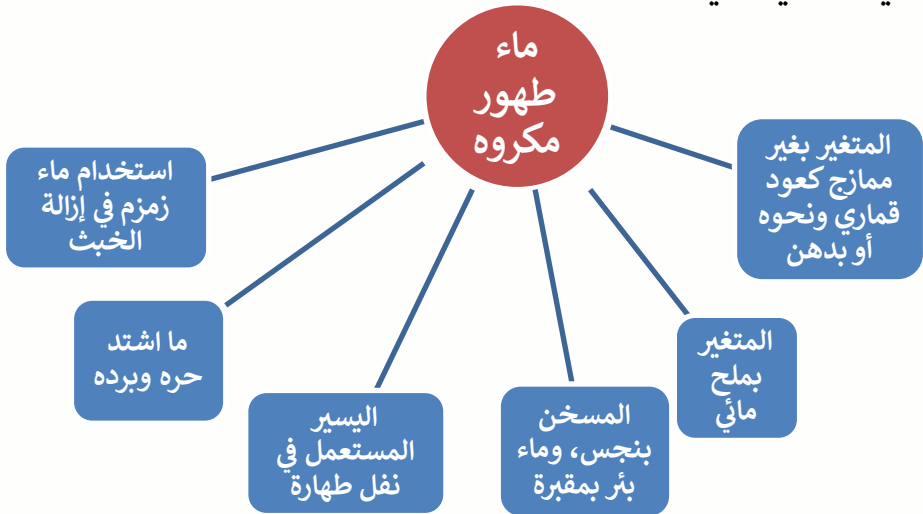 ماء
طهور
مكروه
المتغير بغير
ممازج كعود
قماري ونحوه
أو بدهن
المتغير
بملح
مائي
المسخن
بنجس، وماء
بئر بمقبرة
اليسير
المستعمل في
نفل طهارة
ما اشتد
حره وبرده
استخدام ماء
زمزم في إزالة
الخبث